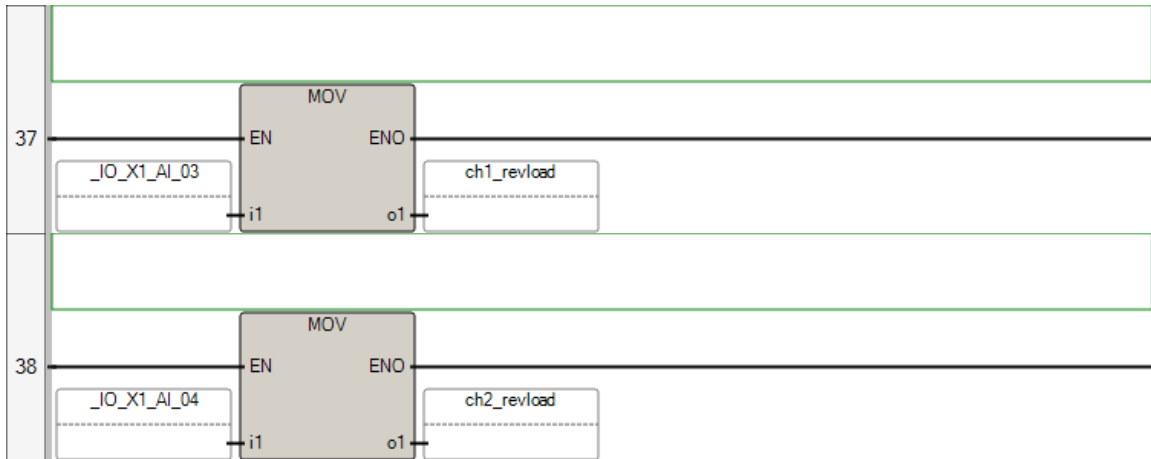 MOV
37
EN ENO
_IO_X1_AI_03
ch1_revload
i1 o1
MOV
38
EN ENO
_IO_X1_AI_04
ch2_revload
i1 o1